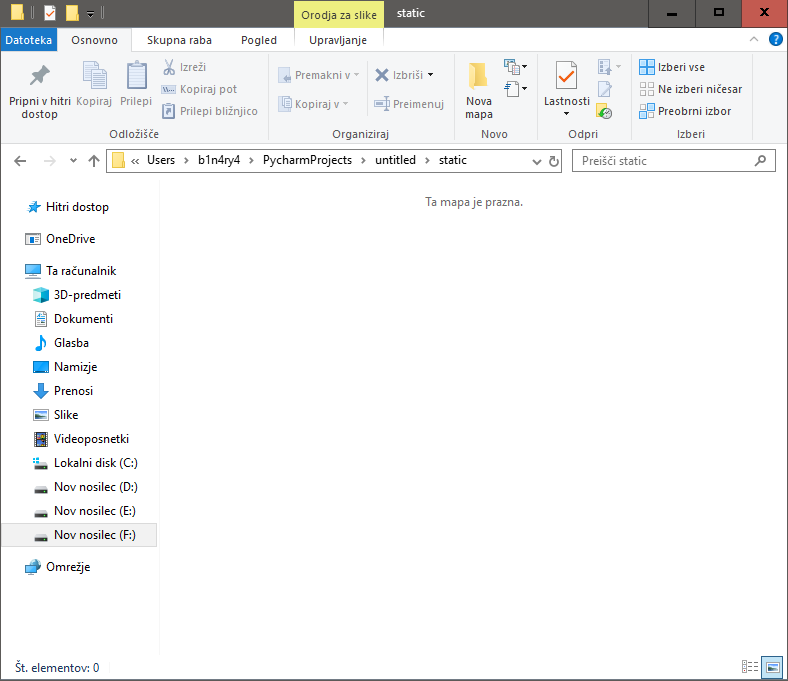 Orodja za slike
static
Datoteka
Osnovno
Skupna raba
Pogled
Upravljanje
Pripni v hitri
dostop
Kopiraj
Prilepi
Izreži
Kopiraj pot
Prilepi bližnjico
Odložišče
Premakni v
Kopiraj v
Izbriši
Preimenuj
Organiziraj
Nova
mapa
Novo
Lastnosti
Odpri
Izberi vse
Ne izberi ničesar
Preobrni izbor
Izberi
« Users > b1n4ry4 > PycharmProjects > untitled > static
Preišči static
Hitri dostop
OneDrive
Ta računalnik
3D-predmeti
Dokumenti
Glasba
Namizje
Prenosi
Slike
Videoposnetki
Lokalni disk (C:)
Nov nosilec (D:)
Nov nosilec (E:)
Nov nosilec (F:)
Omrežje
Ta mapa je prazna.
Št. elementov: 0